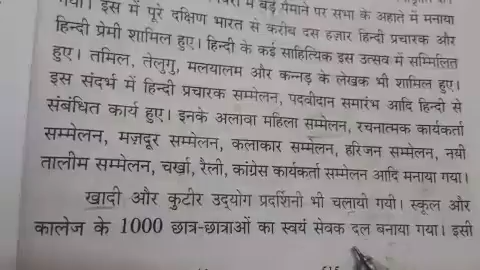 गया। इस में पूरे दक्षिण भारत से करीब दस हज़ार हिन्दी प्रचारक और
हिन्दी प्रेमी शामिल हुए। हिन्दी के कई साहित्यिक इस उत्सव में सम्मिलित
हुए। तमिल, तेलुगु, मलयालम और कन्नड़ के लेखक भी शामिल हुए।
इस संदर्भ में हिन्दी प्रचारक सम्मेलन, पदवीदान समारंभ आदि हिन्दी से
संबंधित कार्य हुए। इनके अलावा महिला सम्मेलन, रचनात्मक कार्यकर्ता
सम्मेलन, मज़दूर सम्मेलन, कलाकार सम्मेलन, हरिजन सम्मेलन, नयी
तालीम सम्मेलन, चर्खा, रैली, कांग्रेस कार्यकर्ता सम्मेलन आदि मनाया गया।
खादी और कुटीर उद्योग प्रदर्शिनी भी चलायी गयी। स्कूल और
कालेज के 1000 छात्र-छात्राओं का स्वयं सेवक दल बनाया गया। इसी